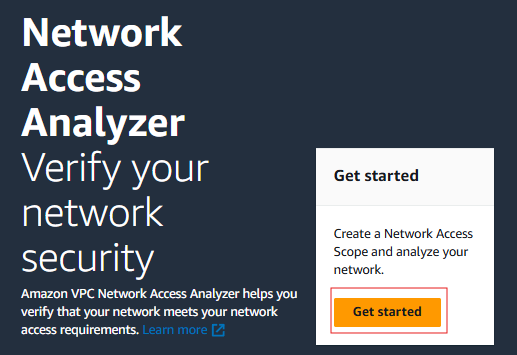 Network
Access
Analyzer
Verify your
network
security
Amazon VPC Network Access Analyzer helps you
verify that your network meets your network
access requirements. Learn more
Get started
Create a Network Access
Scope and analyze your
network.
Get started